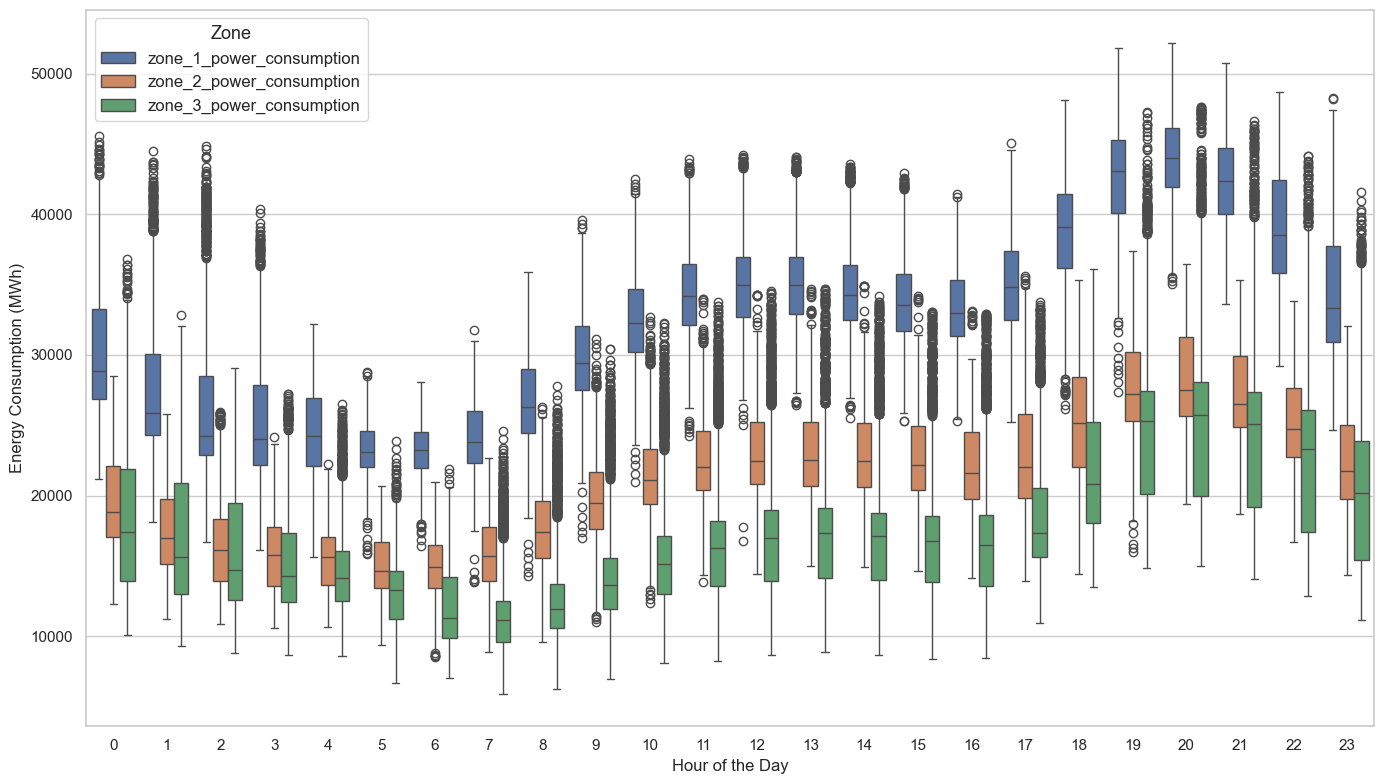 Zone
zone_1_power_consumption
zone_2_power_consumption
zone_3_power_consumption
Energy Consumption (MWh)
50000
40000
30000
20000
10000
0 1 2 3 4 5 6 7 8 9 10 11 12 13 14 15 16 17 18 19 20 21 22 23
Hour of the Day